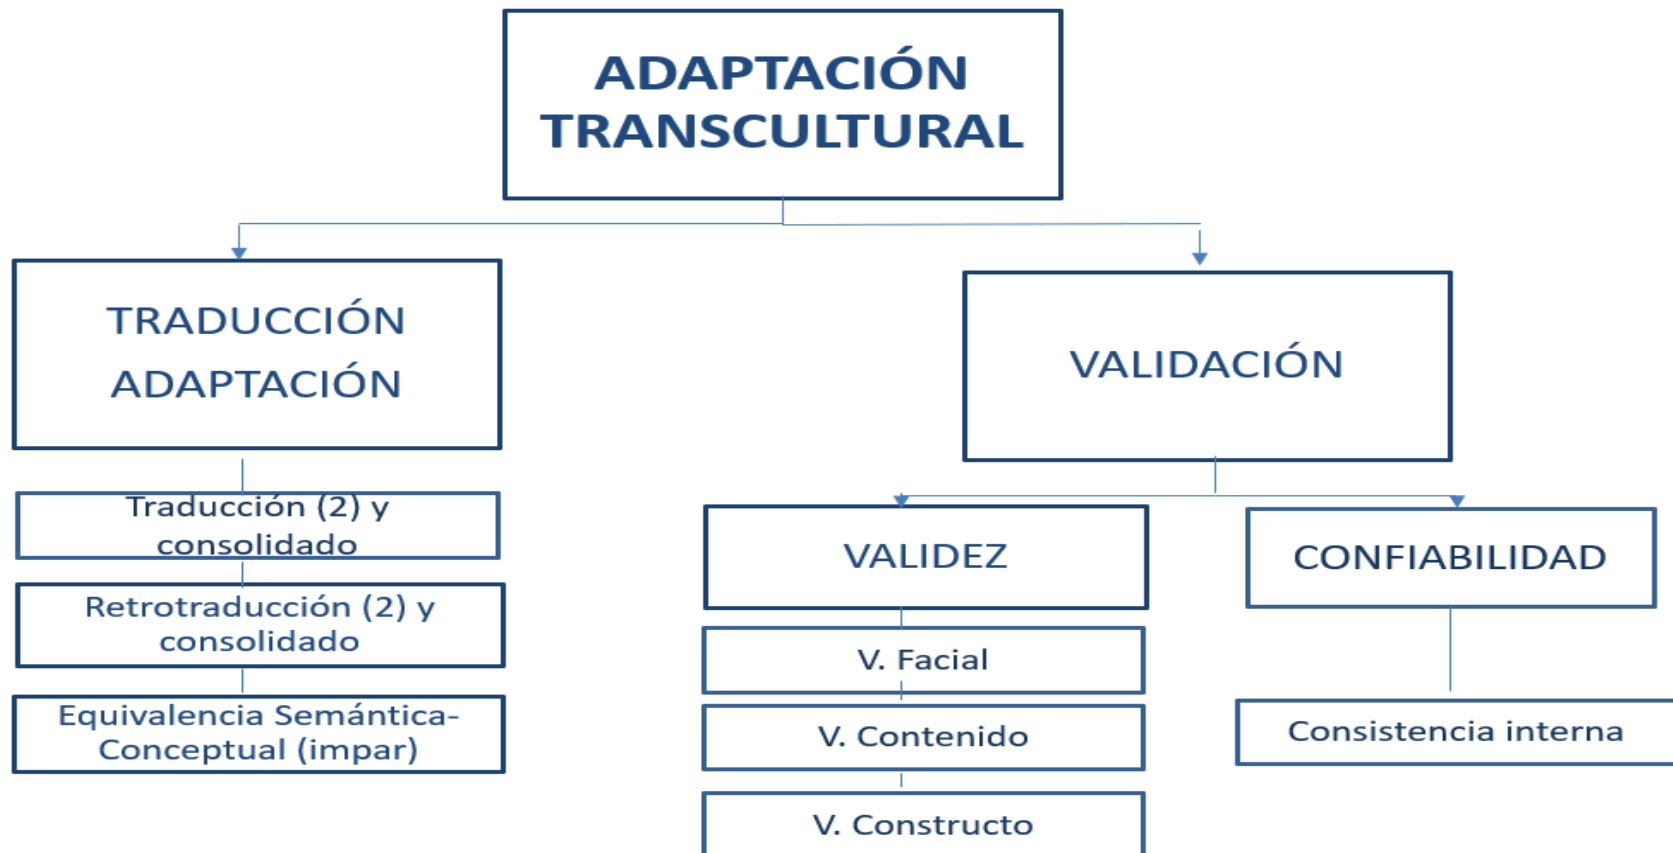 ADAPTACIÓN
TRANSCULTURAL
TRADUCCIÓN
ADAPTACIÓN
Traducción (2) y
consolidado
Retrotraducción (2) y
consolidado
Equivalencia Semántica-
Conceptual (impar)
VALIDACIÓN
VALIDEZ
V. Facial
V. Contenido
V. Constructo
CONFIABILIDAD
Consistencia interna